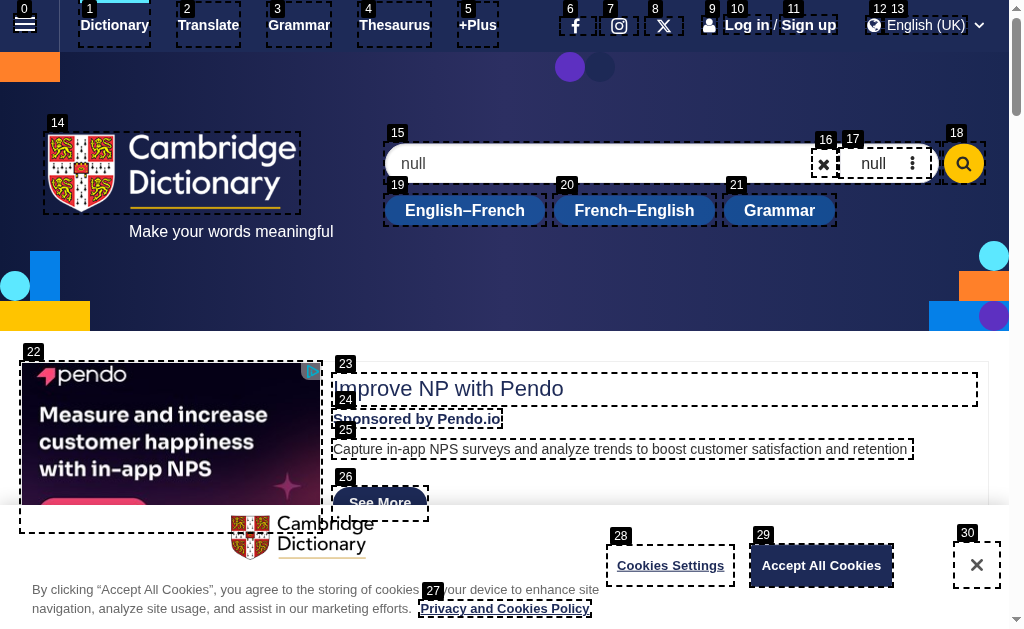 0 1 2 3 4 5 6 7 8 9 10 11 12 13
Dictionary Translate Grammar Thesaurus +Plus Log in / Sign up English (UK)
14 15 16 17 18
Cambridge
Dictionary
Make your words meaningful
null null
19 20 21
English–French French–English Grammar
22
pendo
Measure and increase
customer happiness
with in-app NPS
23
Improve NP with Pendo
24
Sponsored by Pendo.io
25
Capture in-app NPS surveys and analyze trends to boost customer satisfaction and retention
26
See More
Cambridge
Dictionary
By clicking “Accept All Cookies”, you agree to the storing of cookies your device to enhance site
27
navigation, analyze site usage, and assist in our marketing efforts. Privacy and Cookies Policy
28 29 30
Cookies Settings Accept All Cookies